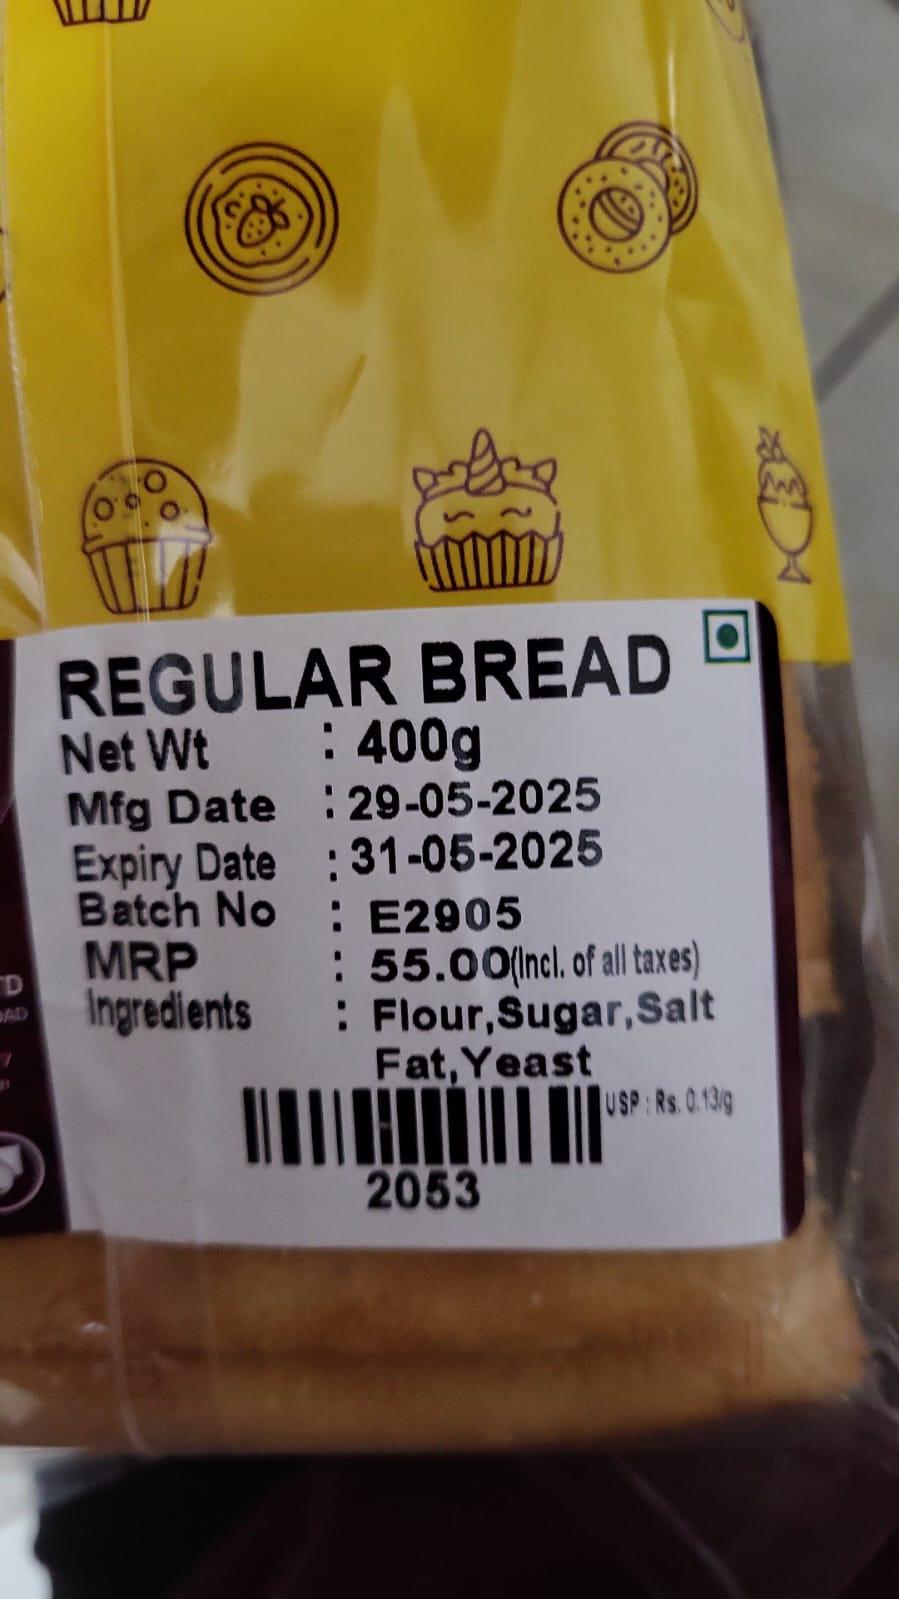 REGULAR BREAD
Net Wt : 400g
Mfg Date : 29-05-2025
Expiry Date : 31-05-2025
Batch No : E2905
MRP : 55.00(Incl. of all taxes)
Ingredients : Flour,Sugar,Salt
Fat,Yeast
USP : Rs. 0.13/g
2053